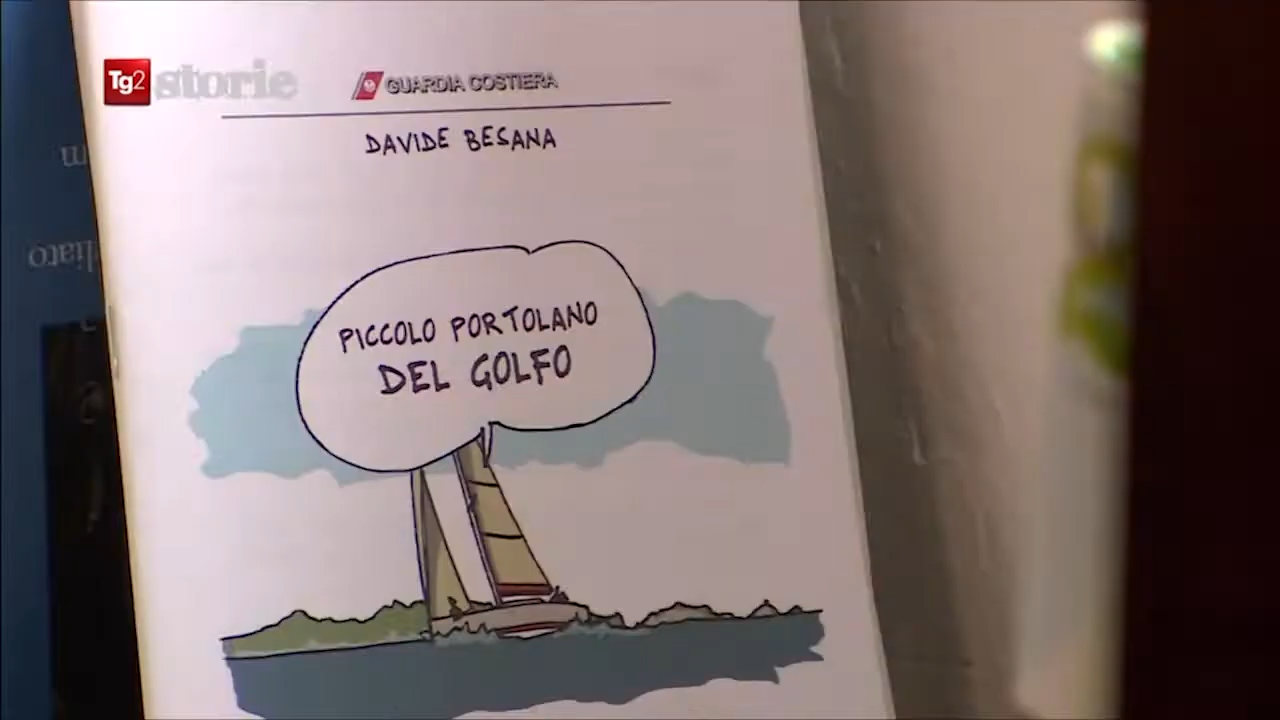 Tg2 storie
GUARDIA COSTIERA
DAVIDE BESANA
PICCOLO PORTOLANO
DEL GOLFO